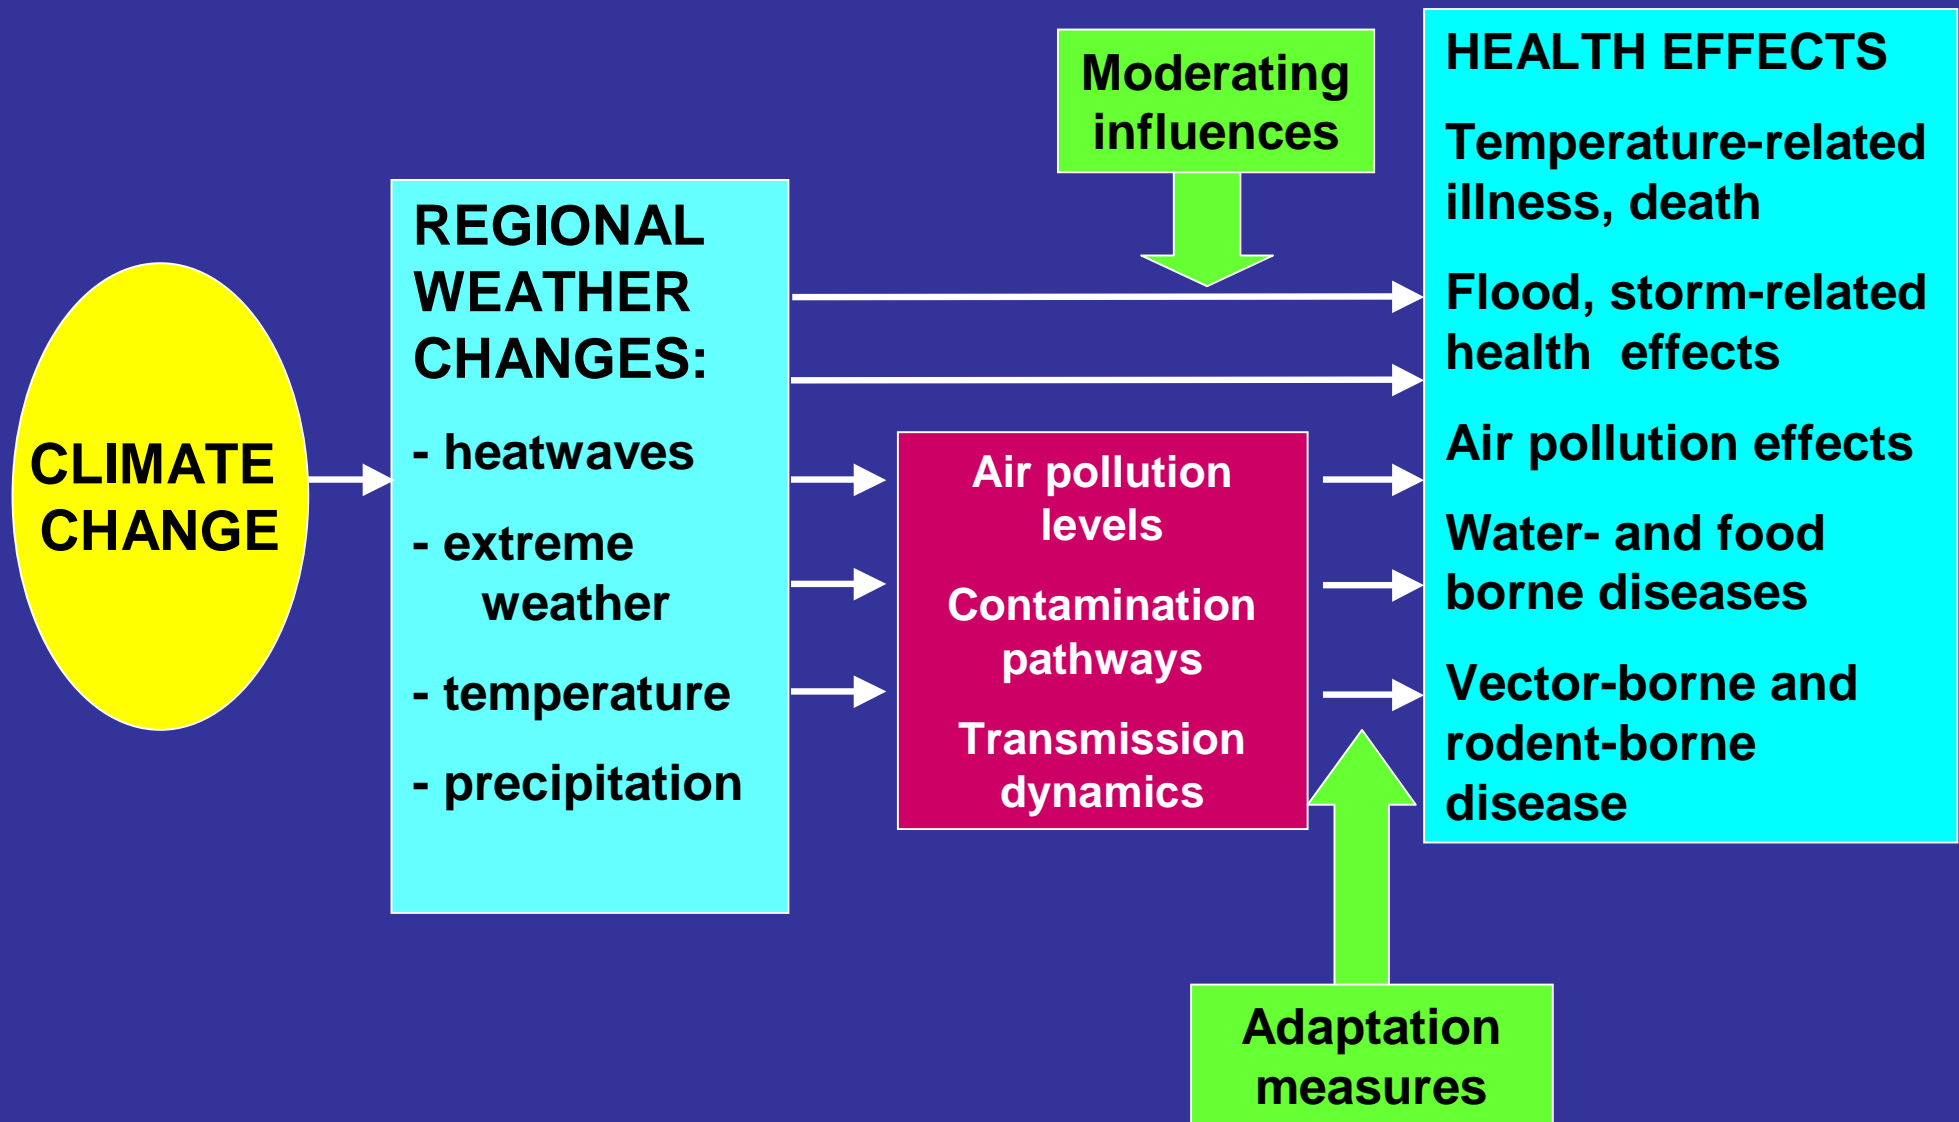 CLIMATE
CHANGE
REGIONAL
WEATHER
CHANGES:
- heatwaves
- extreme
weather
- temperature
- precipitation
Moderating
influences
Air pollution
levels
Contamination
pathways
Transmission
dynamics
Adaptation
measures
HEALTH EFFECTS
Temperature-related
illness, death
Flood, storm-related
health effects
Air pollution effects
Water- and food
borne diseases
Vector-borne and
rodent-borne
disease